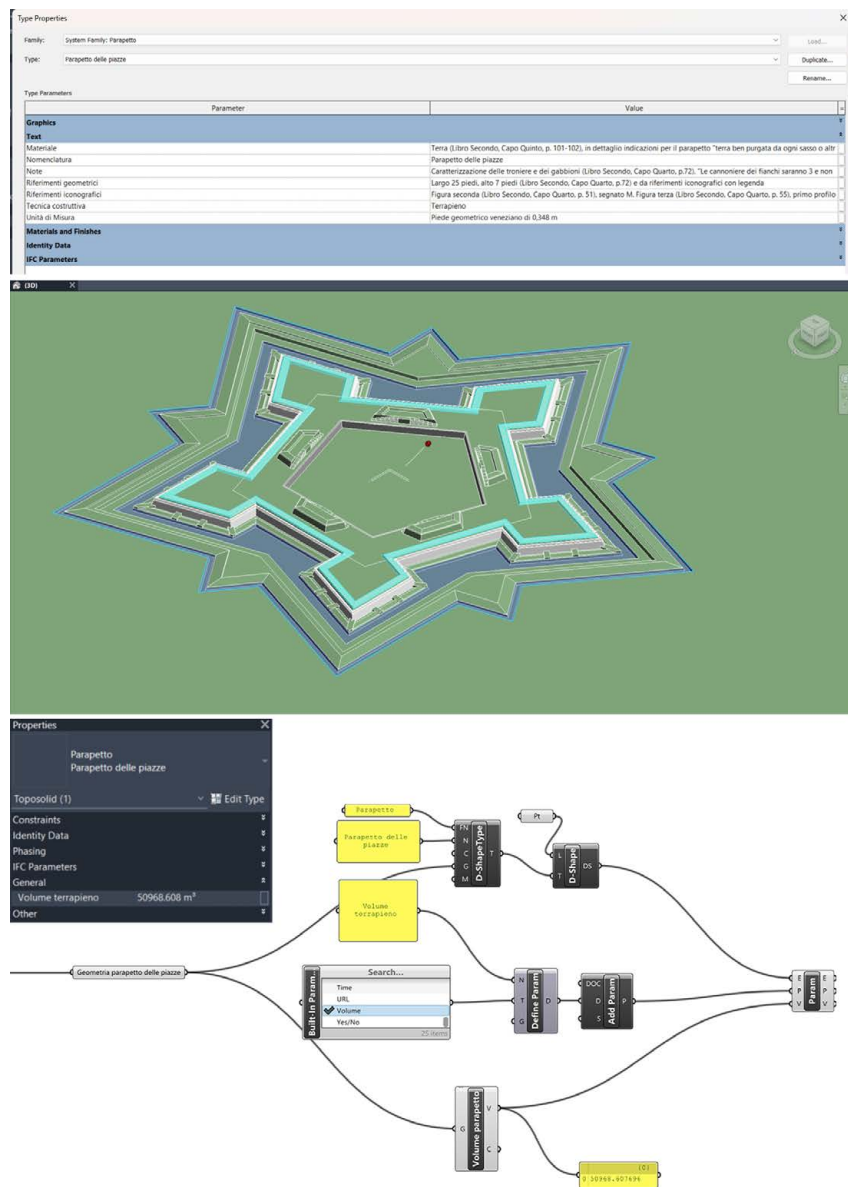 Type Properties
Family: System Family: Parapetto Load...
Type: Parapetto delle piazze Duplicate...
Rename...
Type Parameters
Parameter Value
Graphics
Text
Materiale Terra (Libro Secondo, Capo Quinto, p. 101-102), in dettaglio indicazioni per il parapetto "terra ben purgata da ogni sasso o altr
Nomenclatura Parapetto delle piazze
Note Caratterizzazione delle troniere e dei gabbioni (Libro Secondo, Capo Quarto, p.72). "Le cannoniere dei fianchi saranno 3 e non
Riferimenti geometrici Largo 25 piedi, alto 7 piedi (Libro Secondo, Capo Quarto, p.72) e da riferimenti iconografici con legenda
Riferimenti iconografici Figura seconda (Libro Secondo, Capo Quarto, p. 51), segnato M. Figura terza (Libro Secondo, Capo Quarto, p. 55), primo profilo
Tecnica costruttiva Terrapieno
Unità di Misura Piede geometrico veneziano di 0,348 m
Materials and Finishes
Identity Data
IFC Parameters
(3D) X
Properties
Parapetto
Parapetto delle piazze
Toposolid (1) Edit Type
Constraints
Identity Data
Phasing
IFC Parameters
General
Volume terrapieno 50968.608 m³
Other
Parapetto
Parapetto delle
piazze
FN
N
C
G
M
D-ShapeType
T
Pt
L
T
D-Shape
DS
Volume
terrapieno
Geometria parapetto delle piazze
Built-In Param..
Search...
Time
URL
Volume
Yes/No
25 items
N
T
G
Define Param
D
DOC
D
S
Add Param
P
E
P
V
Param
E
P
V
G
Volume parapetto
V
C
{0}
0 50968.607696